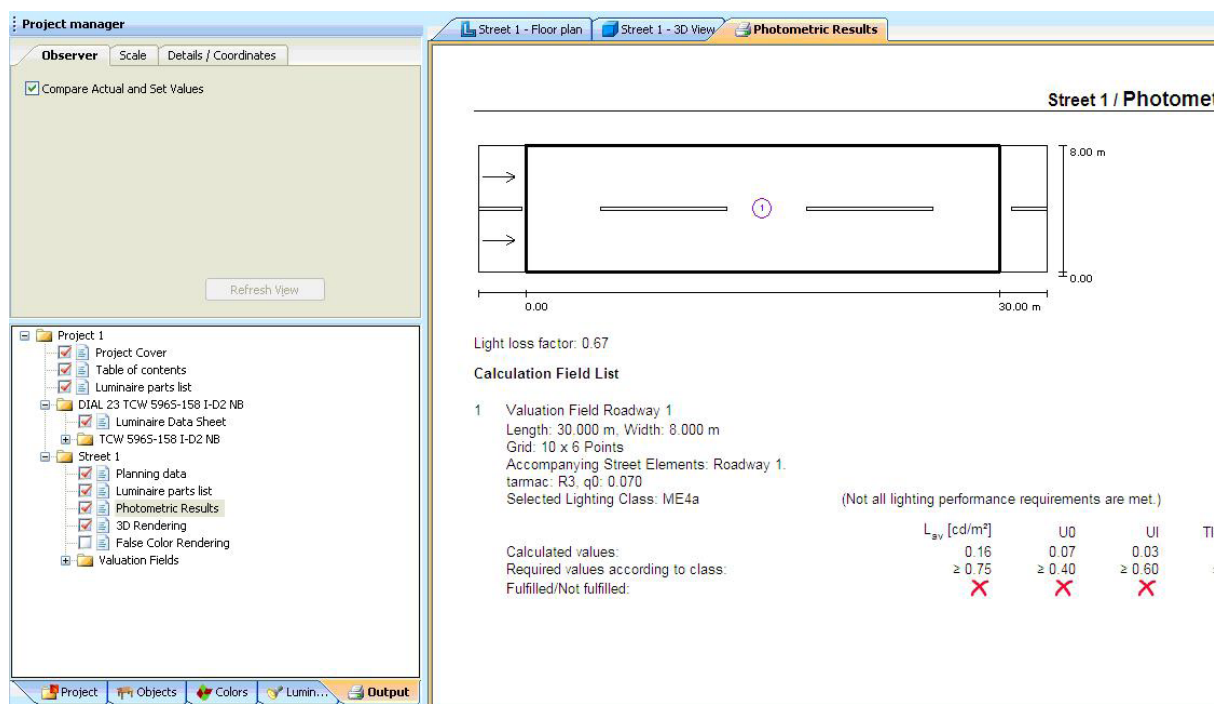 Project manager
Observer Scale Details / Coordinates
Compare Actual and Set Values
Refresh View
Project 1
Project Cover
Table of contents
Luminaire parts list
DIAL 23 TCW 596S-158 I-D2 NB
Luminaire Data Sheet
TCW 596S-158 I-D2 NB
Street 1
Planning data
Luminaire parts list
Photometric Results
3D Rendering
False Color Rendering
Valuation Fields
Project Objects Colors Lumin... Output
Street 1 - Floor plan Street 1 - 3D View Photometric Results
Street 1 / Photomet
8.00 m
1
0.00
0.00 30.00 m
Light loss factor: 0.67
Calculation Field List
1 Valuation Field Roadway 1
Length: 30.000 m, Width: 8.000 m
Grid: 10 x 6 Points
Accompanying Street Elements: Roadway 1.
tarmac: R3, q0: 0.070
Selected Lighting Class: ME4a (Not all lighting performance requirements are met.)
Lav [cd/m²] U0 UI TI
Calculated values: 0.16 0.07 0.03
Required values according to class: ≥ 0.75 ≥ 0.40 ≥ 0.60
Fulfilled/Not fulfilled: